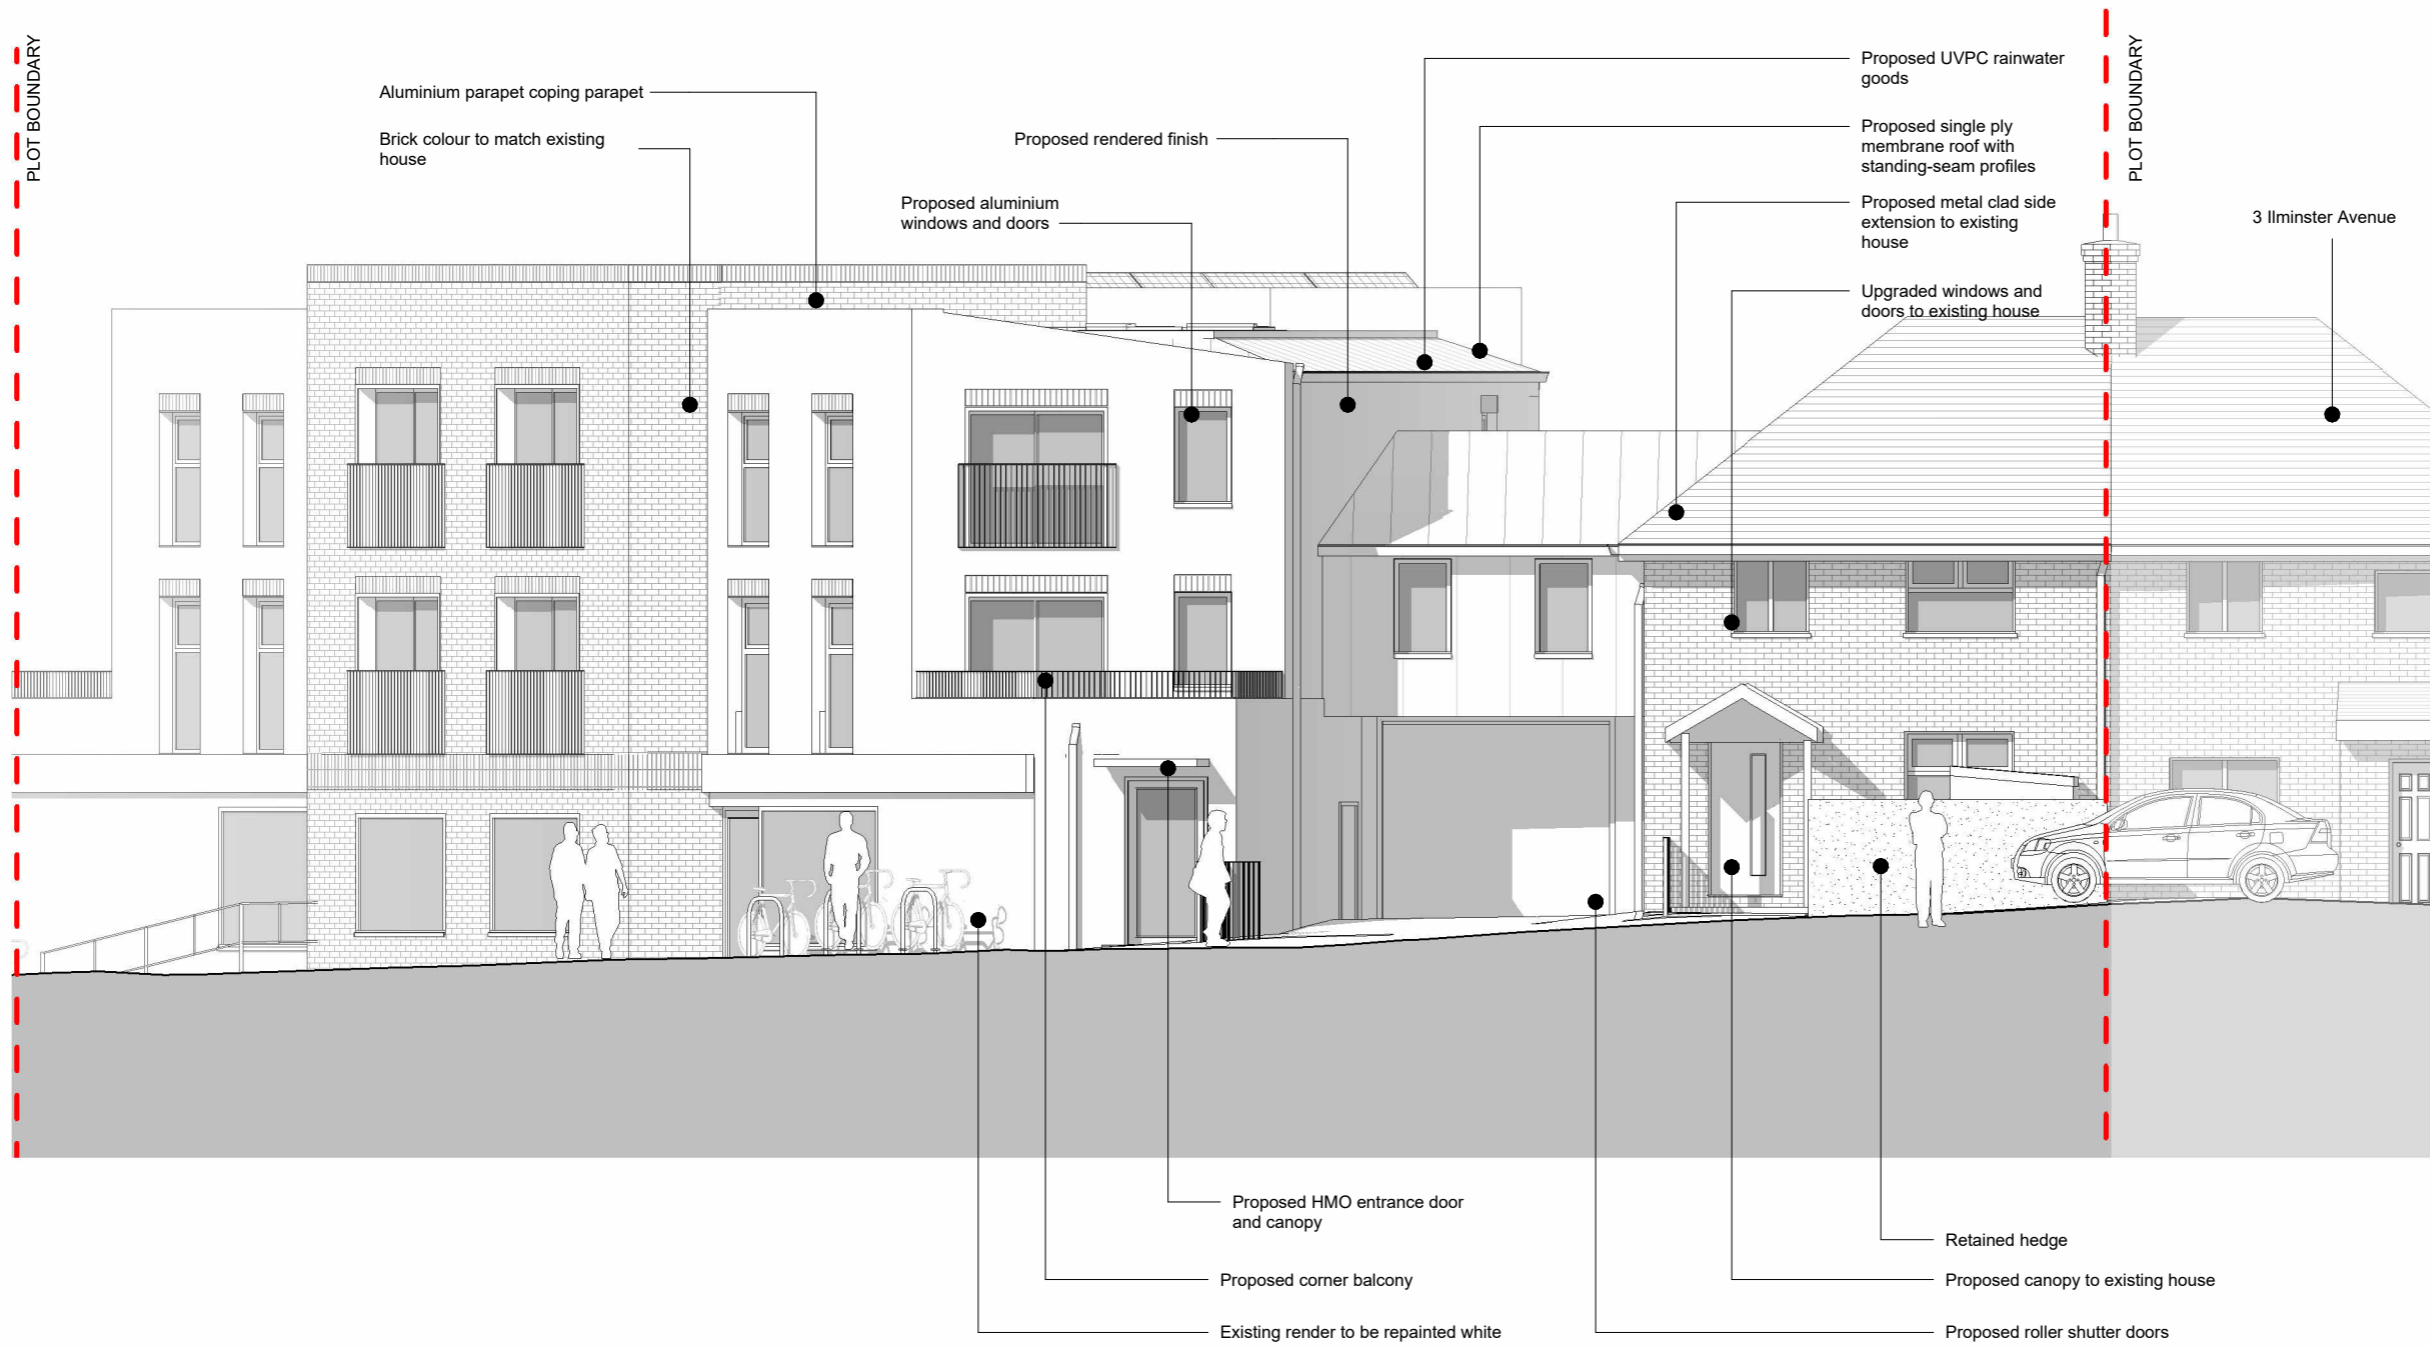 PLOT BOUNDARY
Aluminium parapet coping parapet
Brick colour to match existing
house
Proposed rendered finish
Proposed aluminium
windows and doors
Proposed UVPC rainwater
goods
Proposed single ply
membrane roof with
standing-seam profiles
Proposed metal clad side
extension to existing
house
Upgraded windows and
doors to existing house
PLOT BOUNDARY
3 Ilminster Avenue
Proposed HMO entrance door
and canopy
Proposed corner balcony
Existing render to be repainted white
Retained hedge
Proposed canopy to existing house
Proposed roller shutter doors